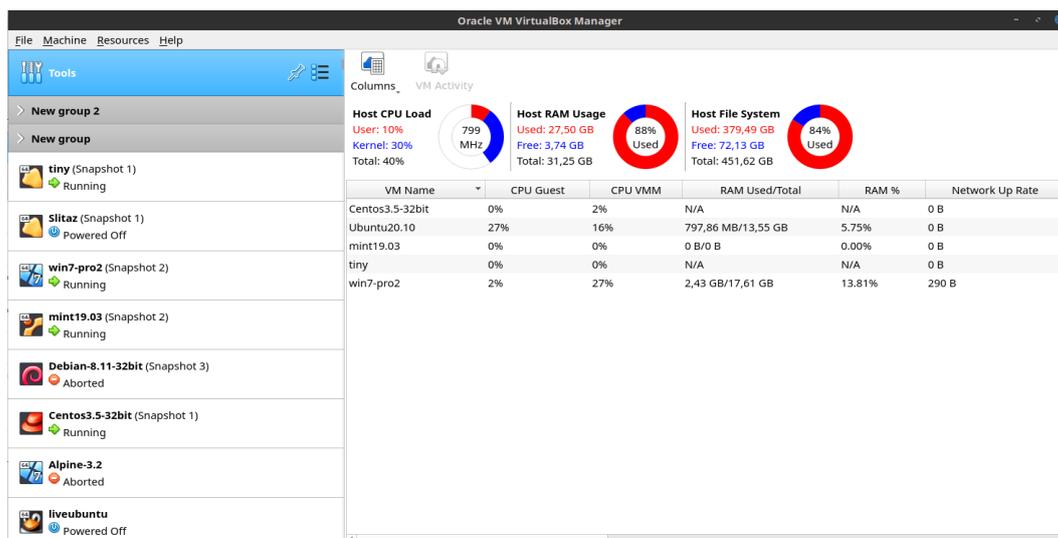 Oracle VM VirtualBox Manager
File Machine Resources Help
Tools
New group 2
New group
tiny (Snapshot 1)
Running
Slitaz (Snapshot 1)
Powered Off
win7-pro2 (Snapshot 2)
Running
mint19.03 (Snapshot 2)
Running
Debian-8.11-32bit (Snapshot 3)
Aborted
Centos3.5-32bit (Snapshot 1)
Running
Alpine-3.2
Aborted
liveubuntu
Powered Off
Columns VM Activity
Host CPU Load
User: 10%
Kernel: 30%
Total: 40%
799
MHz
Host RAM Usage
Used: 27,50 GB
Free: 3,74 GB
Total: 31,25 GB
88%
Used
Host File System
Used: 379,49 GB
Free: 72,13 GB
Total: 451,62 GB
84%
Used
VM Name CPU Guest CPU VMM RAM Used/Total RAM % Network Up Rate
Centos3.5-32bit 0% 2% N/A N/A 0 B
Ubuntu20.10 27% 16% 797,86 MB/13,55 GB 5.75% 0 B
mint19.03 0% 0% 0 B/0 B 0.00% 0 B
tiny 0% 0% N/A N/A 0 B
win7-pro2 2% 27% 2,43 GB/17,61 GB 13.81% 290 B